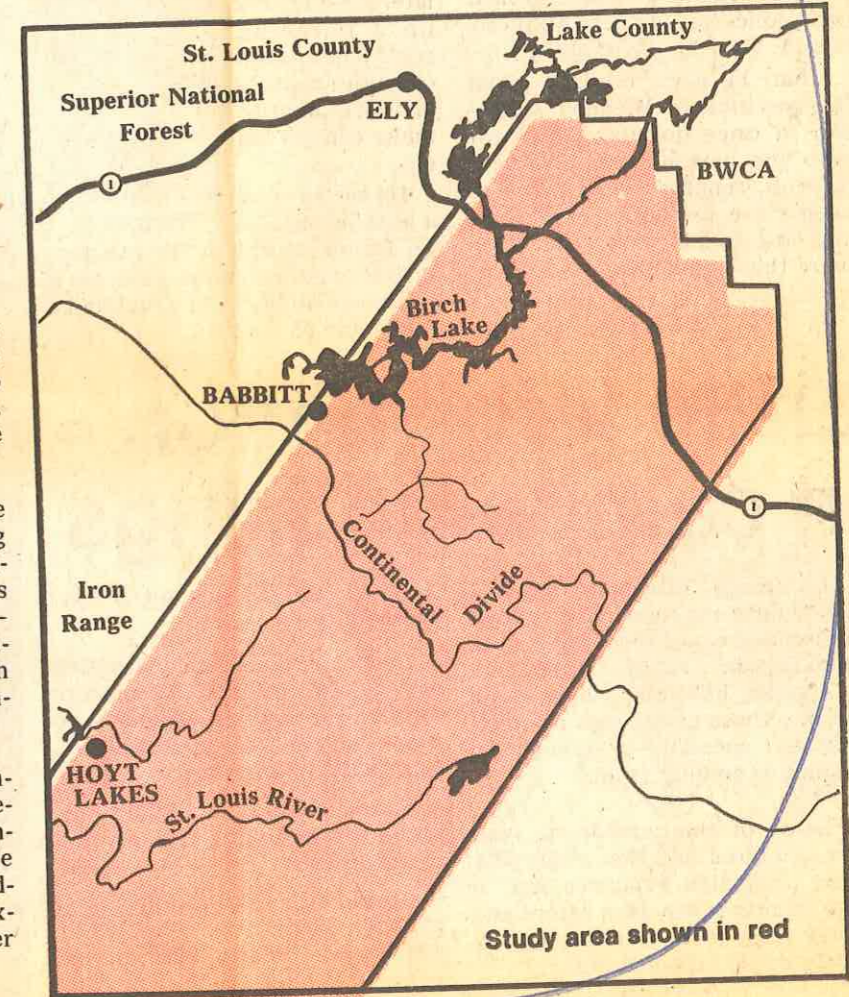 St. Louis County
Lake County
Superior National
Forest
ELY
1
BWCA
Birch
Lake
BABBITT
Continental
Divide
1
Iron
Range
HOYT
LAKES
St. Louis River
Study area shown in red